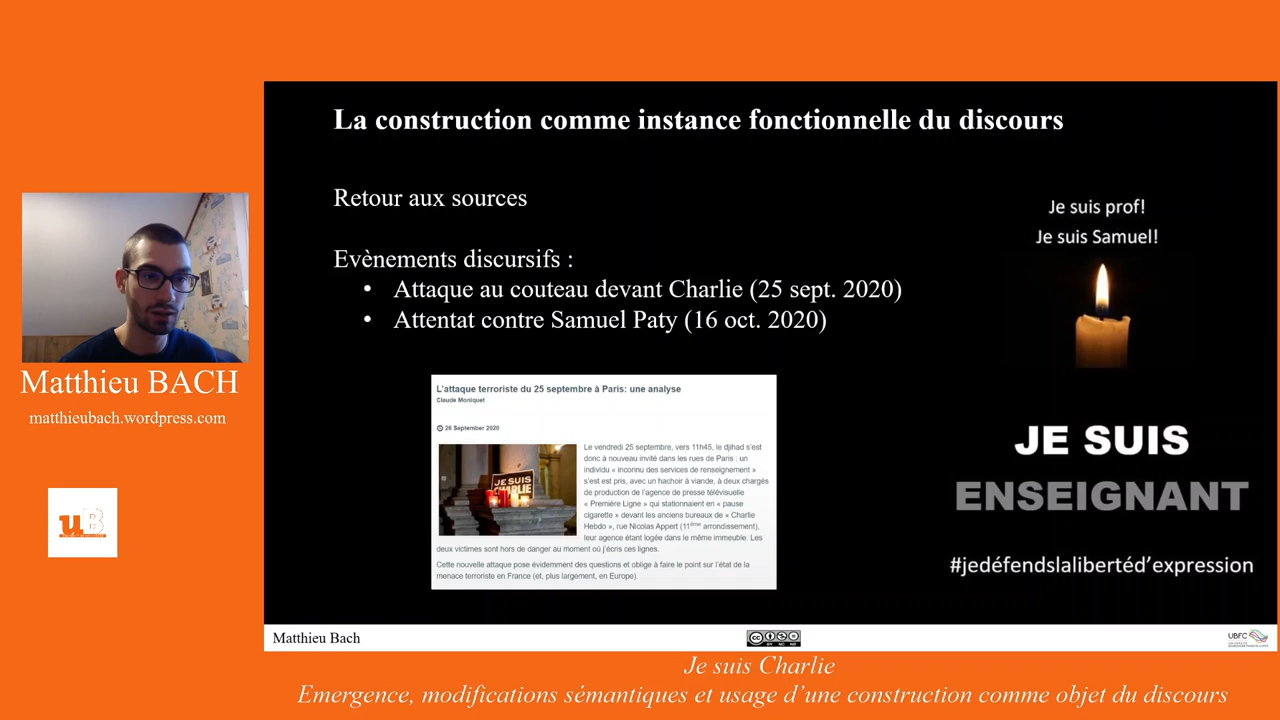 La construction comme instance fonctionnelle du discours
Retour aux sources
Evènements discursifs :
• Attaque au couteau devant Charlie (25 sept. 2020)
• Attentat contre Samuel Paty (16 oct. 2020)
Je suis prof!
Je suis Samuel!
L'attaque terroriste du 25 septembre à Paris: une analyse
Claude Moniquet
26 September 2020
JE SUIS
CHARLIE
Le vendredi 25 septembre, vers 11h45, le djihad s'est
donc à nouveau invité dans les rues de Paris : un
individu « inconnu des services de renseignement »
s'est est pris, avec un hachoir à viande, à deux chargés
de production de l'agence de presse télévisuelle
« Première Ligne » qui stationnaient en « pause
cigarette » devant les anciens bureaux de « Charlie
Hebdo », rue Nicolas Appert (11ème arrondissement),
leur agence étant logée dans le même immeuble. Les
deux victimes sont hors de danger au moment où j'écris ces lignes.
Cette nouvelle attaque pose évidemment des questions et oblige à faire le point sur l'état de la
menace terroriste en France (et, plus largement, en Europe).
JE SUIS
ENSEIGNANT
#jedéfendslalibertéd'expression
Matthieu BACH
matthieubach.wordpress.com
uB
Matthieu Bach
cc
BY NC ND
UBFC
Je suis Charlie
Emergence, modifications sémantiques et usage d'une construction comme objet du discours